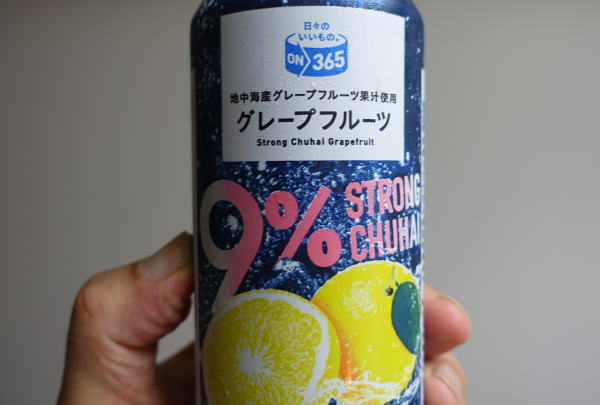 日々の
いいもの。
ON 365
地中海産グレープフルーツ果汁使用
グレープフルーツ
Strong Chuhai Grapefruit
9% STRONG
CHUHAI